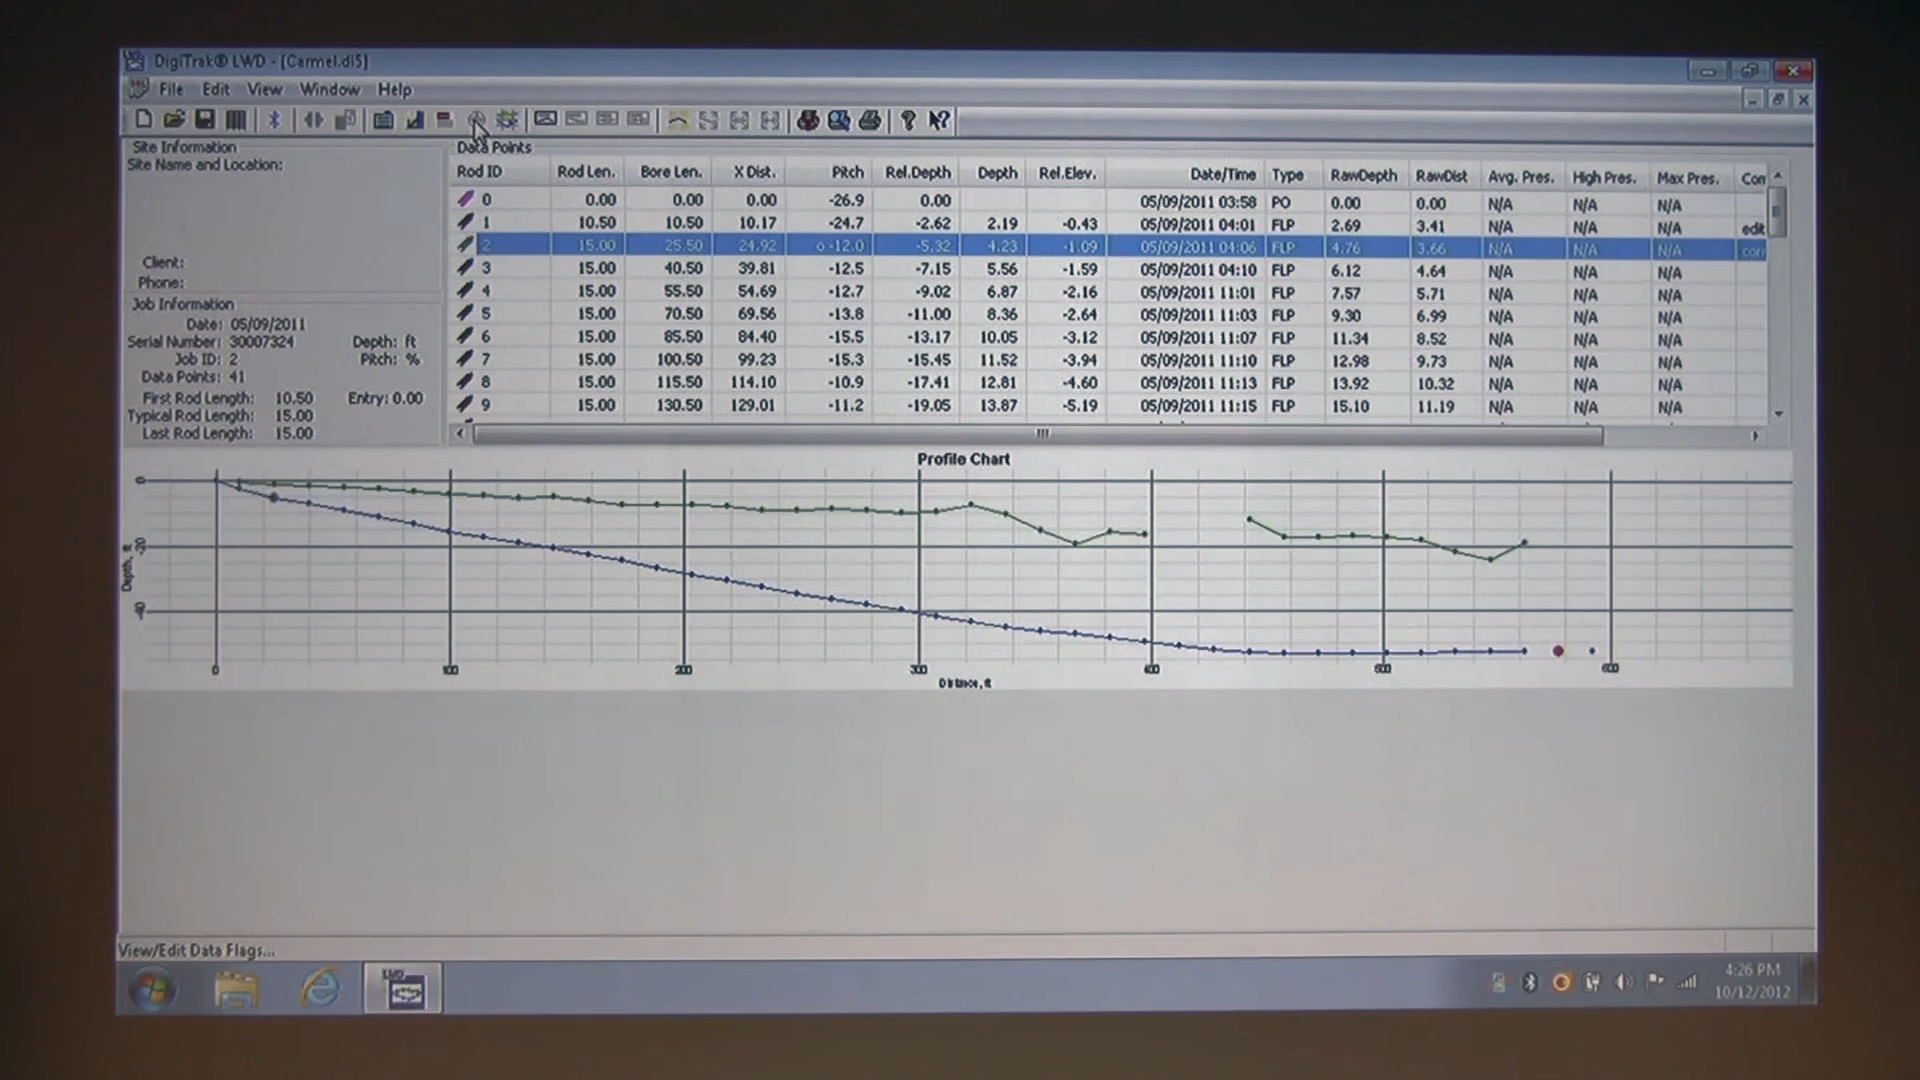 DigiTrak® LWD - [Carmel.dl5]
File Edit View Window Help
Site Information
Site Name and Location:
Client:
Phone:
Job Information
Date: 05/09/2011
Serial Number: 30007324 Depth: ft
Job ID: 2 Pitch: %
Data Points: 41
First Rod Length: 10.50 Entry: 0.00
Typical Rod Length: 15.00
Last Rod Length: 15.00
Data Points
Rod ID Rod Len. Bore Len. X Dist. Pitch Rel.Depth Depth Rel.Elev. Date/Time Type RawDepth RawDist Avg. Pres. High Pres. Max Pres. Con
0 0.00 0.00 0.00 -26.9 0.00 05/09/2011 03:58 PO 0.00 0.00 N/A N/A N/A
1 10.50 10.50 10.17 -24.7 -2.62 2.19 -0.43 05/09/2011 04:01 FLP 2.69 3.41 N/A N/A N/A edit
2 15.00 25.50 24.92 o -12.0 -5.32 4.23 -1.09 05/09/2011 04:06 FLP 4.76 3.66 N/A N/A N/A con
3 15.00 40.50 39.81 -12.5 -7.15 5.56 -1.59 05/09/2011 04:10 FLP 6.12 4.64 N/A N/A N/A
4 15.00 55.50 54.69 -12.7 -9.02 6.87 -2.16 05/09/2011 11:01 FLP 7.57 5.71 N/A N/A N/A
5 15.00 70.50 69.56 -13.8 -11.00 8.36 -2.64 05/09/2011 11:03 FLP 9.30 6.99 N/A N/A N/A
6 15.00 85.50 84.40 -15.5 -13.17 10.05 -3.12 05/09/2011 11:07 FLP 11.34 8.52 N/A N/A N/A
7 15.00 100.50 99.23 -15.3 -15.45 11.52 -3.94 05/09/2011 11:10 FLP 12.98 9.73 N/A N/A N/A
8 15.00 115.50 114.10 -10.9 -17.41 12.81 -4.60 05/09/2011 11:13 FLP 13.92 10.32 N/A N/A N/A
9 15.00 130.50 129.01 -11.2 -19.05 13.87 -5.19 05/09/2011 11:15 FLP 15.10 11.19 N/A N/A N/A
Profile Chart
0
-20
-40
Depth, ft
0 100 200 300 400 500 600
Distance, ft
View/Edit Data Flags...
LWD
4:26 PM
10/12/2012